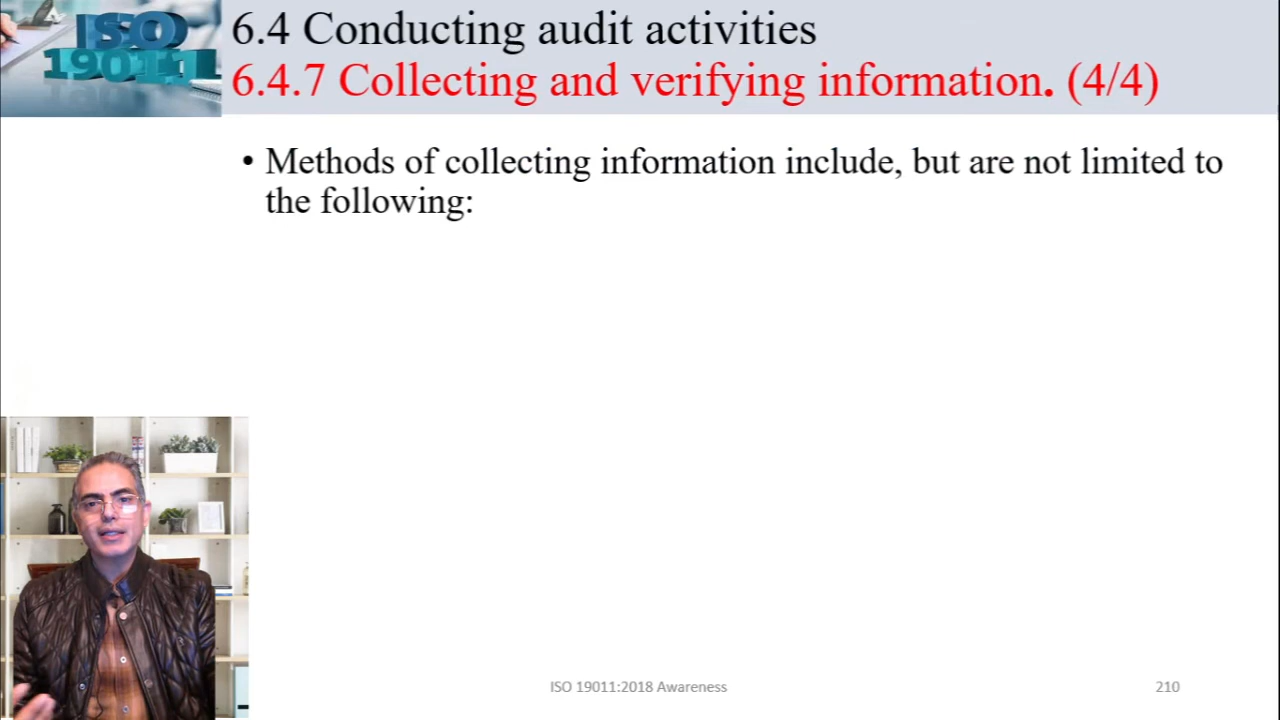 ISO
19011
6.4 Conducting audit activities
6.4.7 Collecting and verifying information. (4/4)
• Methods of collecting information include, but are not limited to
the following:
ISO 19011:2018 Awareness
210